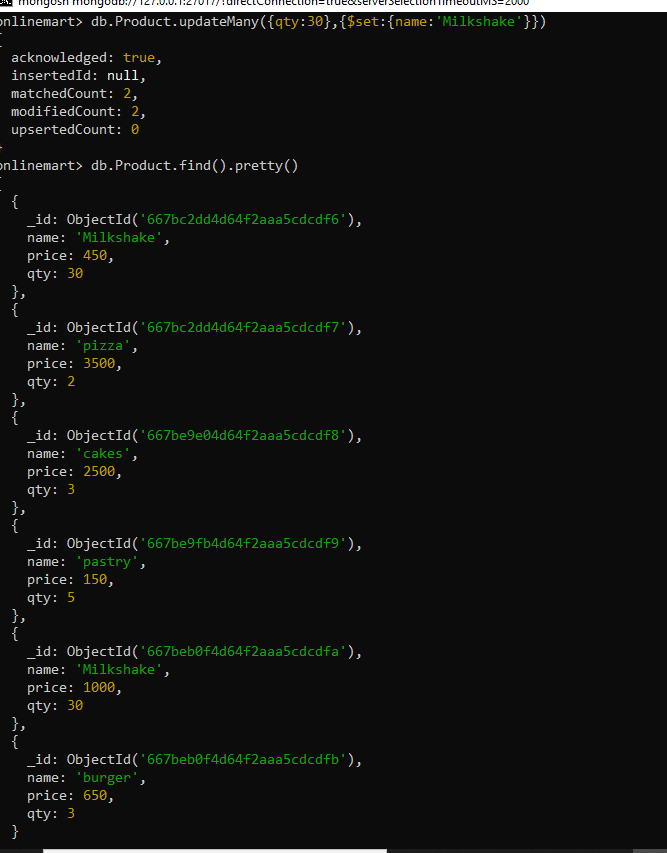 mongosh mongodb://127.0.0.1:27017/?directConnection=true&serverSelectionTimeoutMS=2000
onlinemart> db.Product.updateMany({qty:30},{$set:{name:'Milkshake'}})
{
acknowledged: true,
insertedId: null,
matchedCount: 2,
modifiedCount: 2,
upsertedCount: 0
}
onlinemart> db.Product.find().pretty()
[
{
_id: ObjectId('667bc2dd4d64f2aaa5cdcdf6'),
name: 'Milkshake',
price: 450,
qty: 30
},
{
_id: ObjectId('667bc2dd4d64f2aaa5cdcdf7'),
name: 'pizza',
price: 3500,
qty: 2
},
{
_id: ObjectId('667be9e04d64f2aaa5cdcdf8'),
name: 'cakes',
price: 2500,
qty: 3
},
{
_id: ObjectId('667be9fb4d64f2aaa5cdcdf9'),
name: 'pastry',
price: 150,
qty: 5
},
{
_id: ObjectId('667beb0f4d64f2aaa5cdcdfa'),
name: 'Milkshake',
price: 1000,
qty: 30
},
{
_id: ObjectId('667beb0f4d64f2aaa5cdcdfb'),
name: 'burger',
price: 650,
qty: 3
}